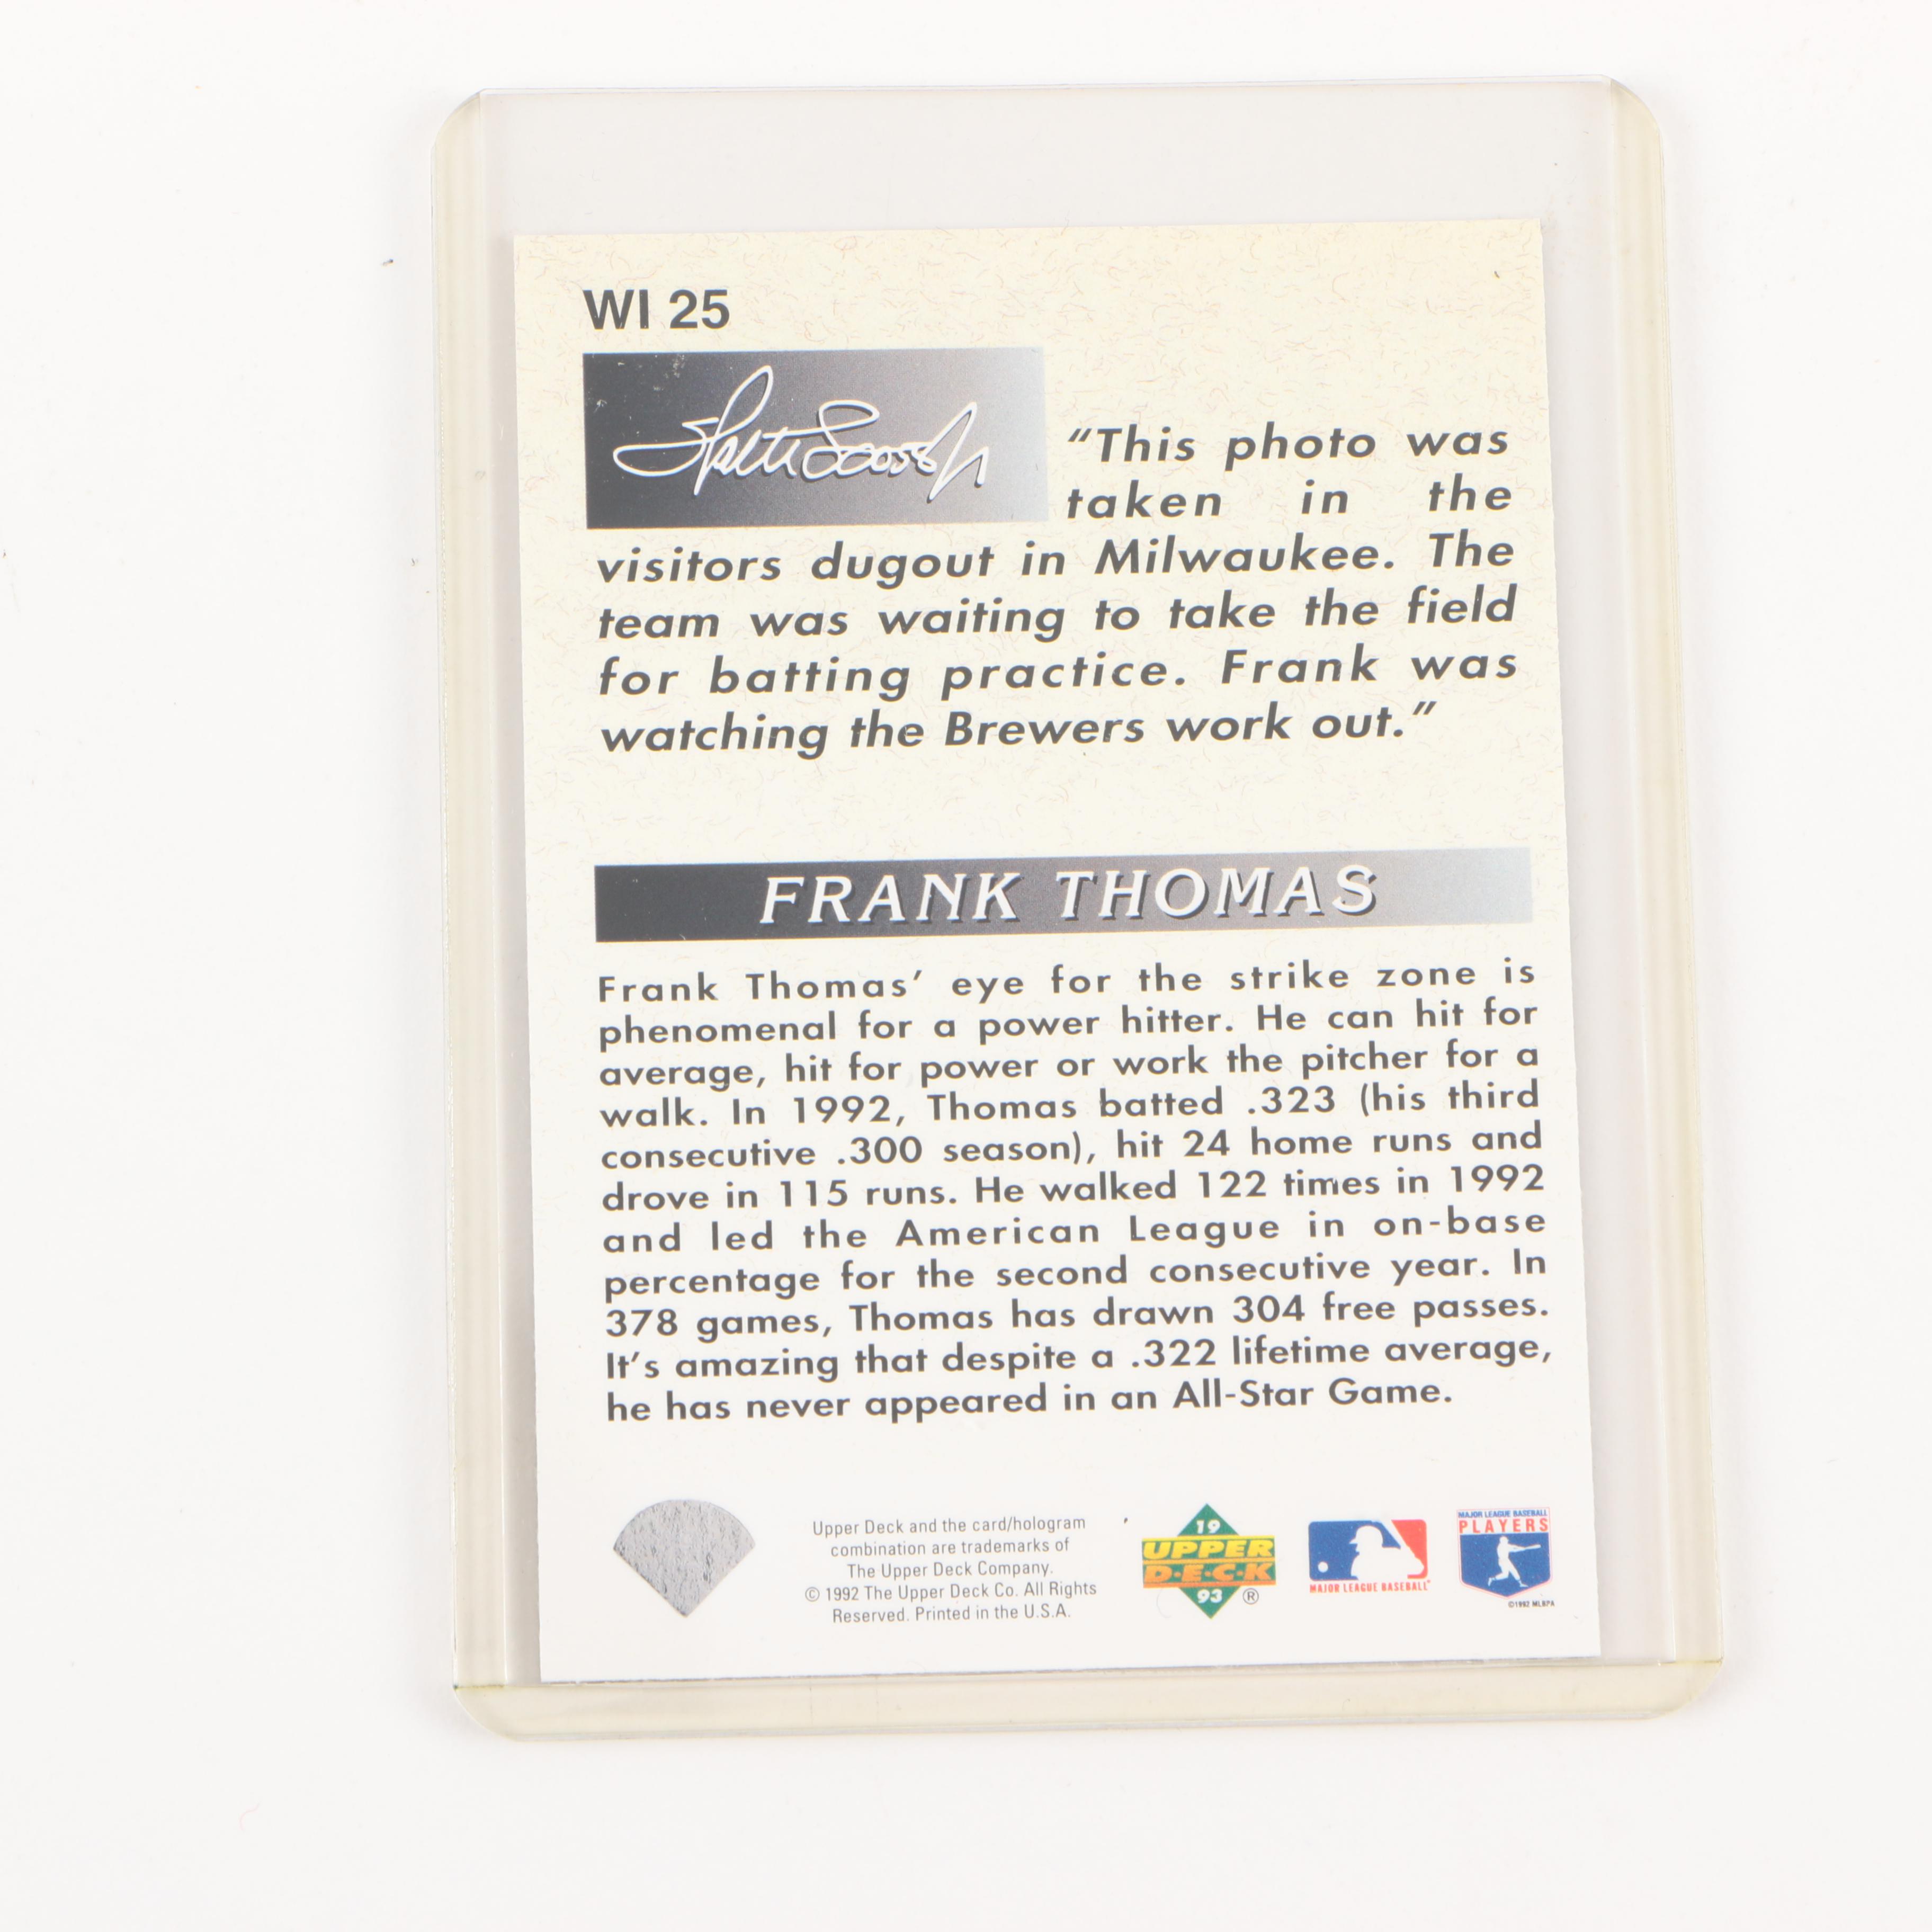 WI 25
Walter Iooss Jr
"This photo was
taken in the
visitors dugout in Milwaukee. The
team was waiting to take the field
for batting practice. Frank was
watching the Brewers work out."
FRANK THOMAS
Frank Thomas' eye for the strike zone is
phenomenal for a power hitter. He can hit for
average, hit for power or work the pitcher for a
walk. In 1992, Thomas batted .323 (his third
consecutive .300 season), hit 24 home runs and
drove in 115 runs. He walked 122 times in 1992
and led the American League in on-base
percentage for the second consecutive year. In
378 games, Thomas has drawn 304 free passes.
It's amazing that despite a .322 lifetime average,
he has never appeared in an All-Star Game.
Upper Deck and the card/hologram
combination are trademarks of
The Upper Deck Company.
© 1992 The Upper Deck Co. All Rights
Reserved. Printed in the U.S.A.
19
UPPER
D•E•C•K
93 ®
MAJOR LEAGUE BASEBALL
MAJOR LEAGUE BASEBALL
PLAYERS
©1992 MLBPA